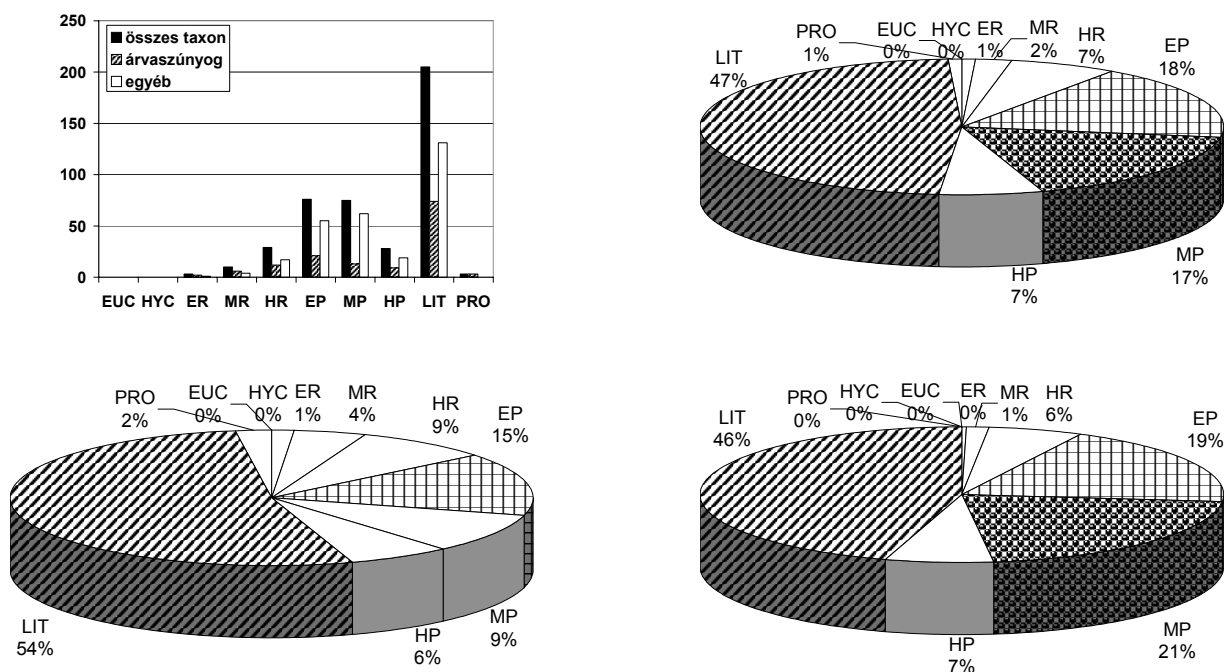 250
200
150
100
50
0
összes taxon
árvaszúnyog
egyéb
EUC HYC ER MR HR EP MP HP LIT PRO
LIT
47%
PRO
1%
EUC
0%
HYC
0%
ER
1%
MR
2%
HR
7%
EP
18%
MP
17%
HP
7%
LIT
54%
PRO
2%
EUC
0%
HYC
0%
ER
1%
MR
4%
HR
9%
EP
15%
MP
9%
HP
6%
LIT
46%
PRO
0%
HYC
0%
EUC
0%
ER
0%
MR
1%
HR
6%
EP
19%
MP
21%
HP
7%